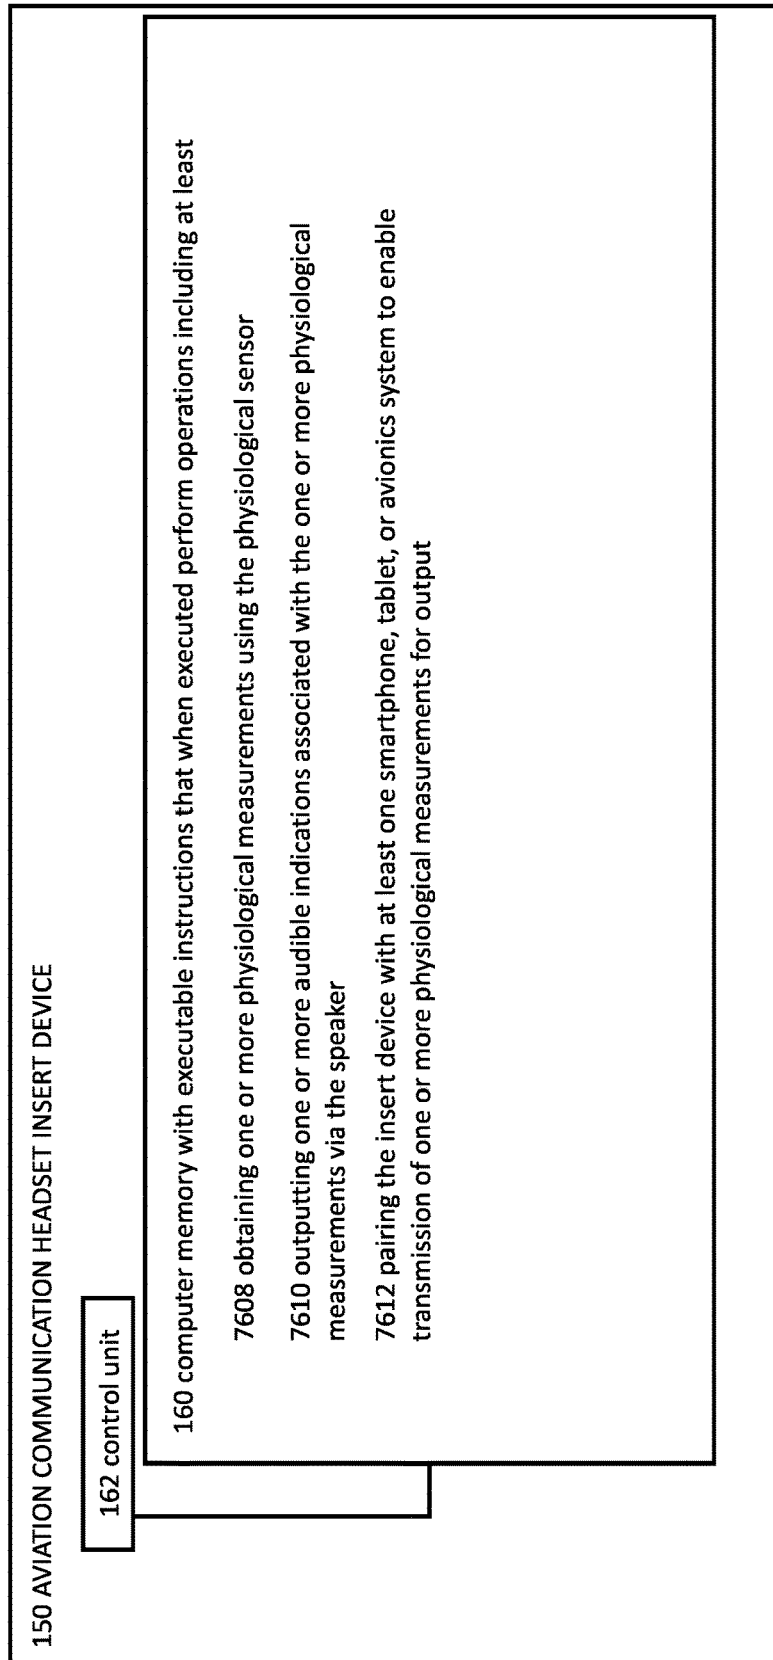 150 AVIATION COMMUNICATION HEADSET INSERT DEVICE
162 control unit
160 computer memory with executable instructions that when executed perform operations including at least
7608 obtaining one or more physiological measurements using the physiological sensor
7610 outputting one or more audible indications associated with the one or more physiological
measurements via the speaker
7612 pairing the insert device with at least one smartphone, tablet, or avionics system to enable
transmission of one or more physiological measurements for output